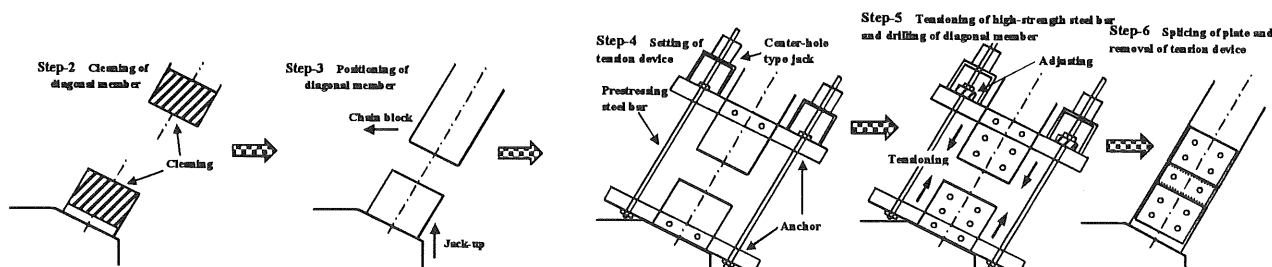 Step-2 Cleaning of
diagonal member
Cleaning
Step-3 Positioning of
diagonal member
Chain block
Jack-up
Step-4 Setting of
tension device
Center-hole
type jack
Prestressing
steel bar
Anchor
Step-5 Tensioning of high-strength steel bar
and drilling of diagonal member
Adjusting
Tensioning
Step-6 Splicing of plate and
removal of tension device